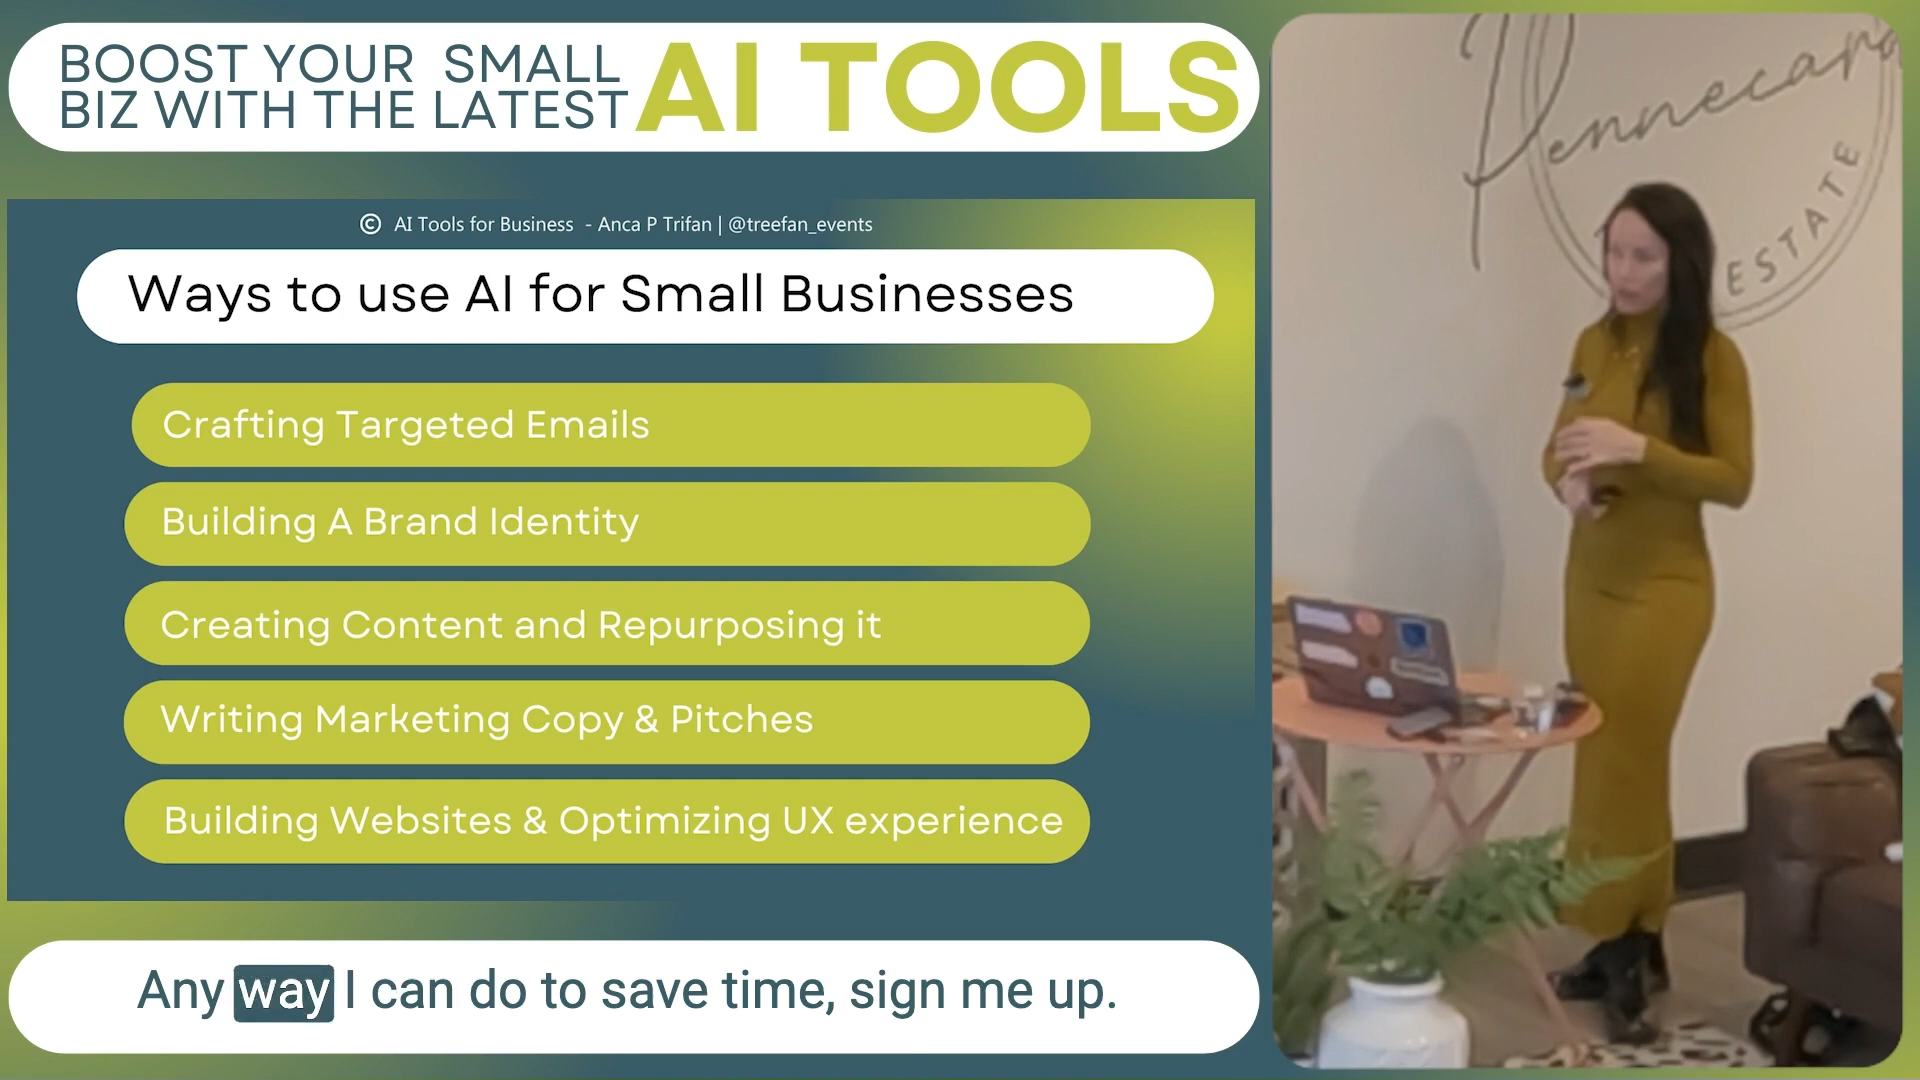 BOOST YOUR SMALL
BIZ WITH THE LATEST
AI TOOLS
© AI Tools for Business - Anca P Trifan | @treefan_events
Ways to use AI for Small Businesses
Crafting Targeted Emails
Building A Brand Identity
Creating Content and Repurposing it
Writing Marketing Copy & Pitches
Building Websites & Optimizing UX experience
Any way I can do to save time, sign me up.
ESTATE